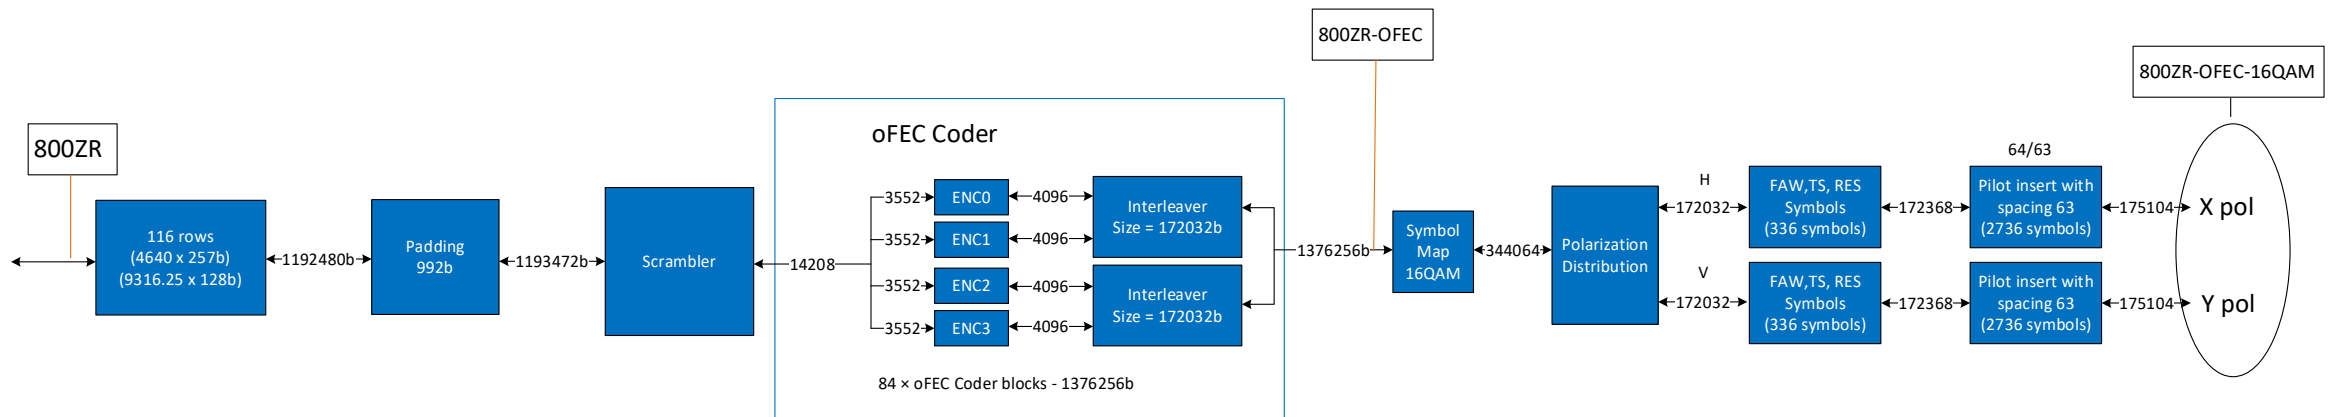 800ZR
116 rows
(4640 x 257b)
(9316.25 x 128b)
1192480b
Padding
992b
1193472b
Scrambler
14208
oFEC Coder
3552
ENC0
4096
3552
ENC1
4096
3552
ENC2
4096
3552
ENC3
4096
Interleaver
Size = 172032b
Interleaver
Size = 172032b
84 × oFEC Coder blocks - 1376256b
800ZR-OFEC
1376256b
Symbol
Map
16QAM
344064
Polarization
Distribution
H
172032
V
172032
FAW,TS, RES
Symbols
(336 symbols)
FAW,TS, RES
Symbols
(336 symbols)
172368
172368
64/63
Pilot insert with
spacing 63
(2736 symbols)
Pilot insert with
spacing 63
(2736 symbols)
175104
175104
800ZR-OFEC-16QAM
X pol
Y pol